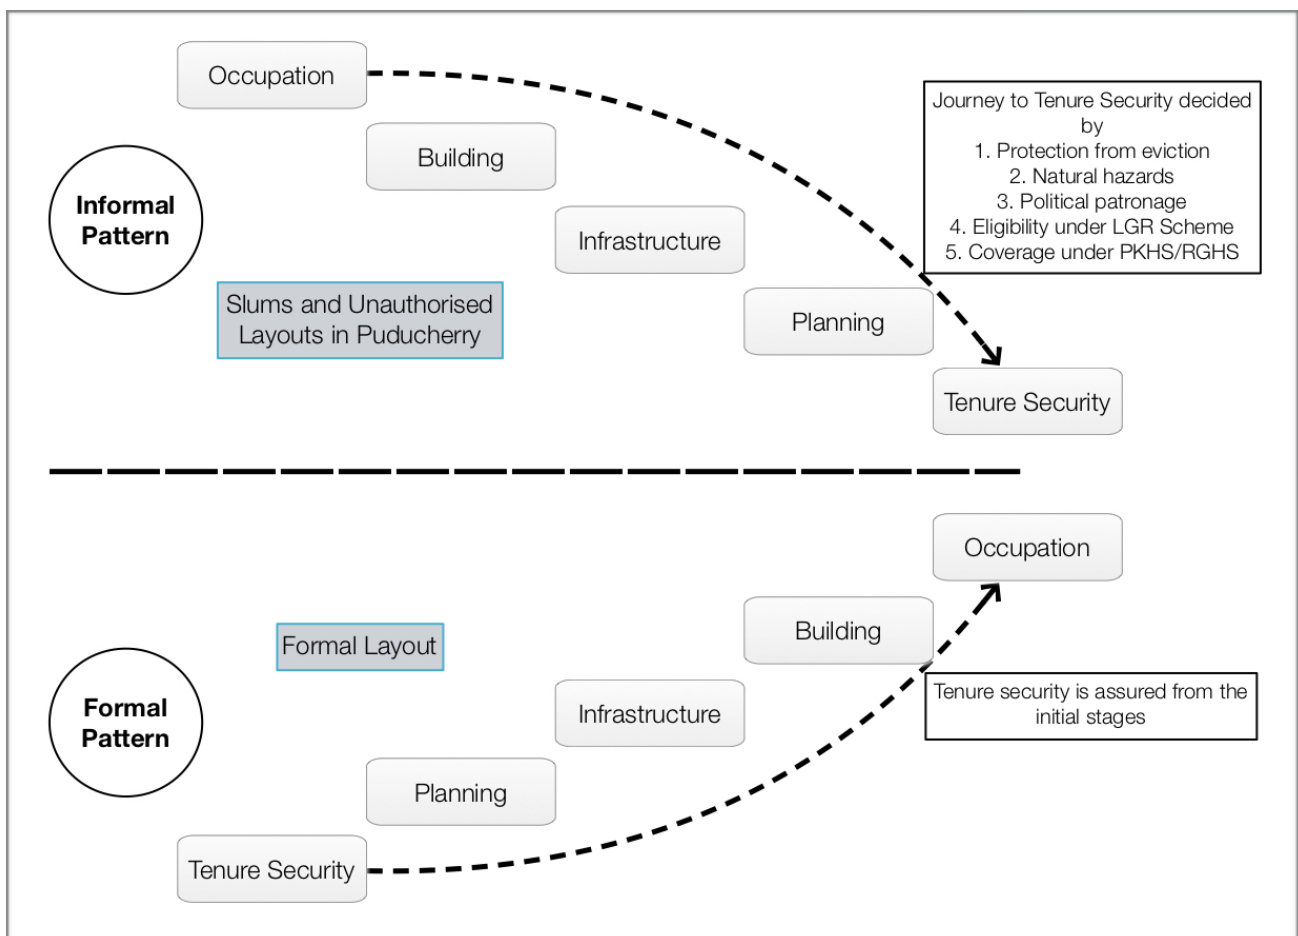 Occupation
Building
Infrastructure
Planning
Tenure Security
Informal
Pattern
Slums and Unauthorised
Layouts in Puducherry
Journey to Tenure Security decided
by
1. Protection from eviction
2. Natural hazards
3. Political patronage
4. Eligibility under LGR Scheme
5. Coverage under PKHS/RGHS
Occupation
Building
Infrastructure
Planning
Tenure Security
Formal Layout
Formal
Pattern
Tenure security is assured from the
initial stages